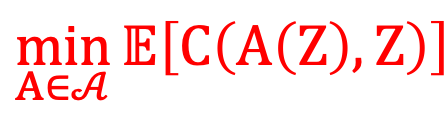 min 𝔼[C(A(Z), Z)]
A∈𝒜